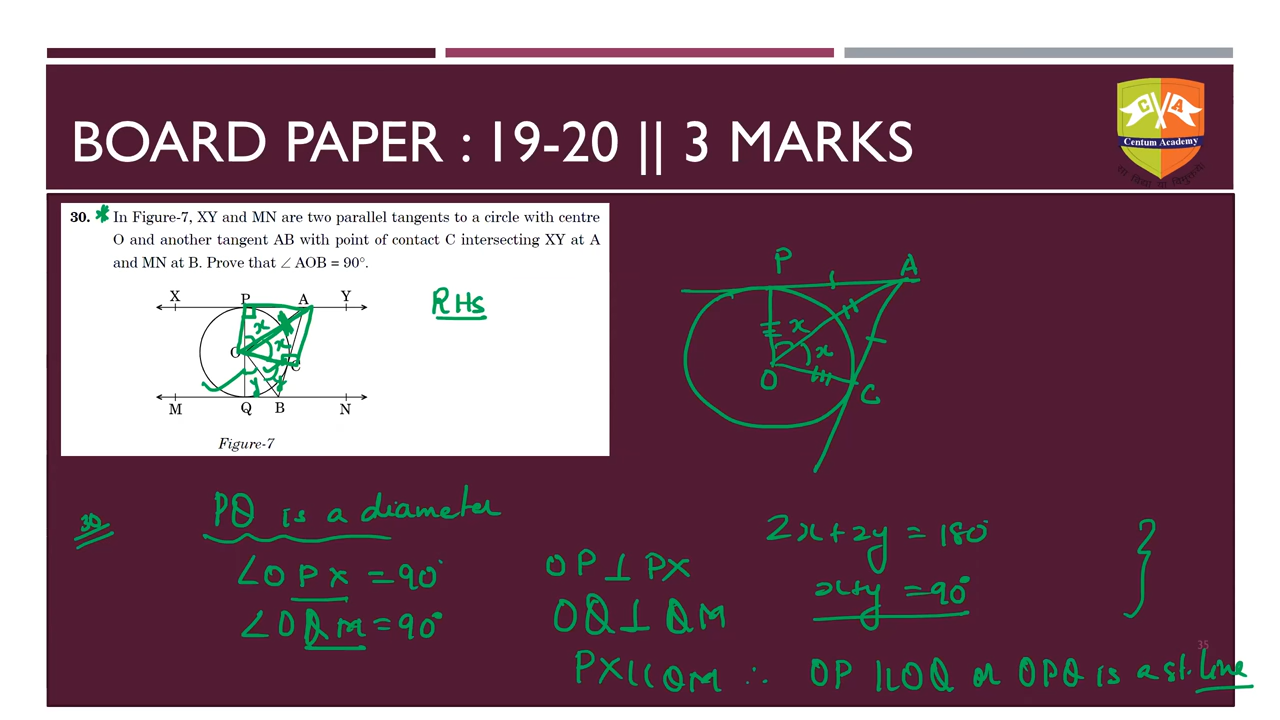 BOARD PAPER : 19-20 || 3 MARKS
C A
Centum Academy
30. * In Figure-7, XY and MN are two parallel tangents to a circle with centre
O and another tangent AB with point of contact C intersecting XY at A
and MN at B. Prove that ∠ AOB = 90°.
RHS
X P A Y
x
O x C
y y
M Q B N
Figure-7
P A
x
x
O C
30
PQ is a diameter
2x + 2y = 180°
∠OPX = 90°
OP ⊥ PX
x+y = 90°
∠OQM = 90°
OQ ⊥ QM
35
PX || QM ∴ OP || OQ or OPQ is a st. line